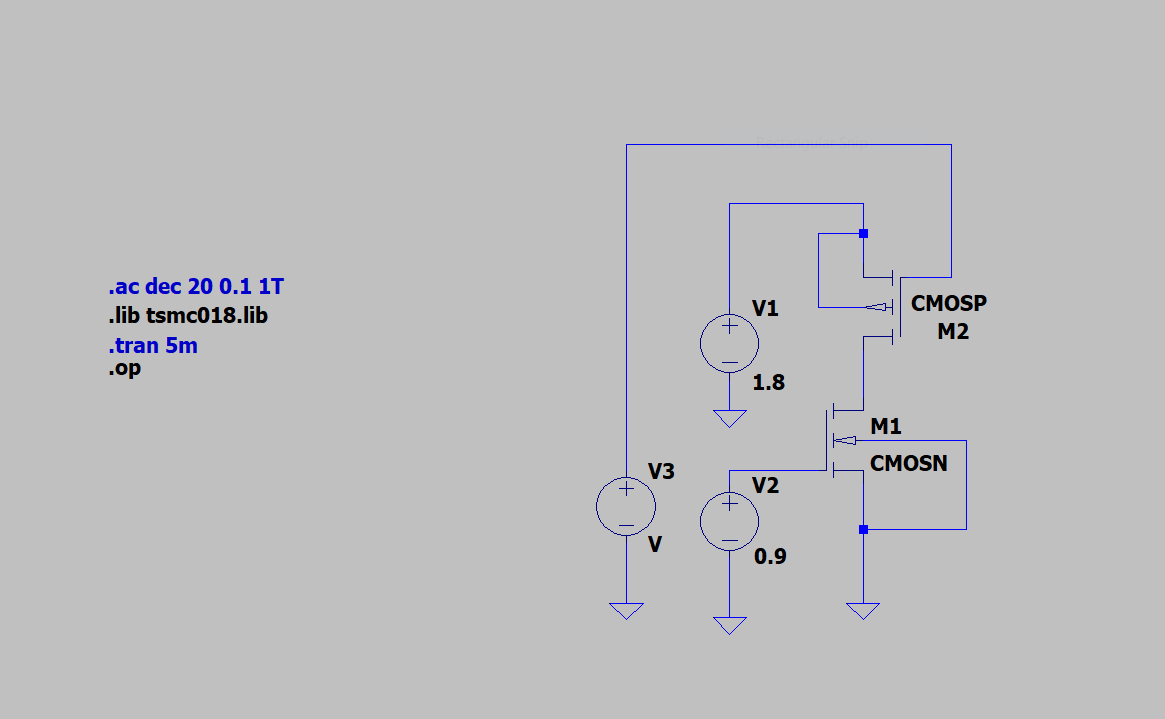 .ac dec 20 0.1 1T
.lib tsmc018.lib
.tran 5m
.op
V1
1.8
CMOSP
M2
M1
CMOSN
V3
V
V2
0.9